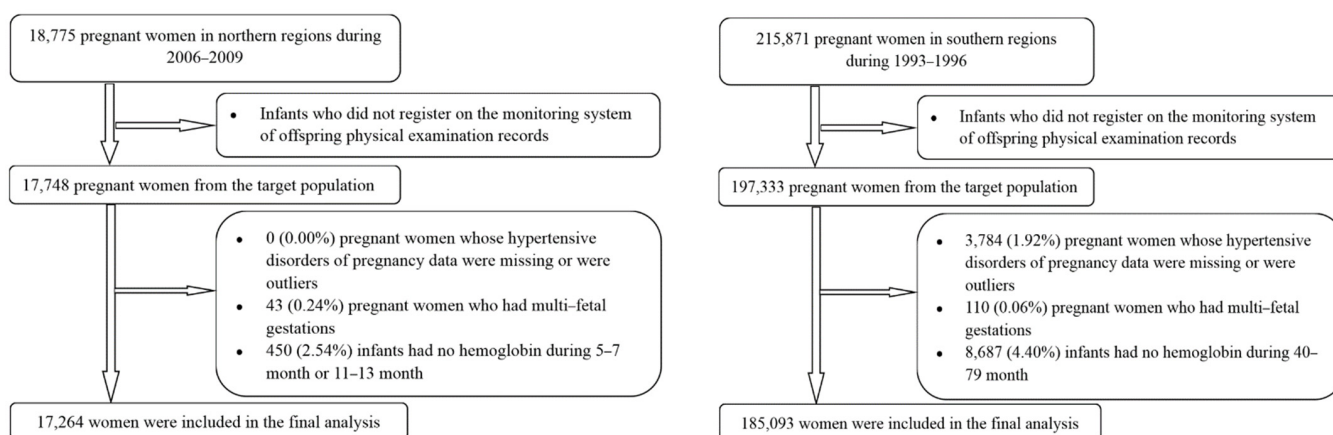 18,775 pregnant women in northern regions during
2006–2009
• Infants who did not register on the monitoring system
of offspring physical examination records
17,748 pregnant women from the target population
• 0 (0.00%) pregnant women whose hypertensive
disorders of pregnancy data were missing or were
outliers
• 43 (0.24%) pregnant women who had multi–fetal
gestations
• 450 (2.54%) infants had no hemoglobin during 5–7
month or 11–13 month
17,264 women were included in the final analysis
215,871 pregnant women in southern regions
during 1993–1996
• Infants who did not register on the monitoring system
of offspring physical examination records
197,333 pregnant women from the target population
• 3,784 (1.92%) pregnant women whose hypertensive
disorders of pregnancy data were missing or were
outliers
• 110 (0.06%) pregnant women who had multi–fetal
gestations
• 8,687 (4.40%) infants had no hemoglobin during 40–
79 month
185,093 women were included in the final analysis